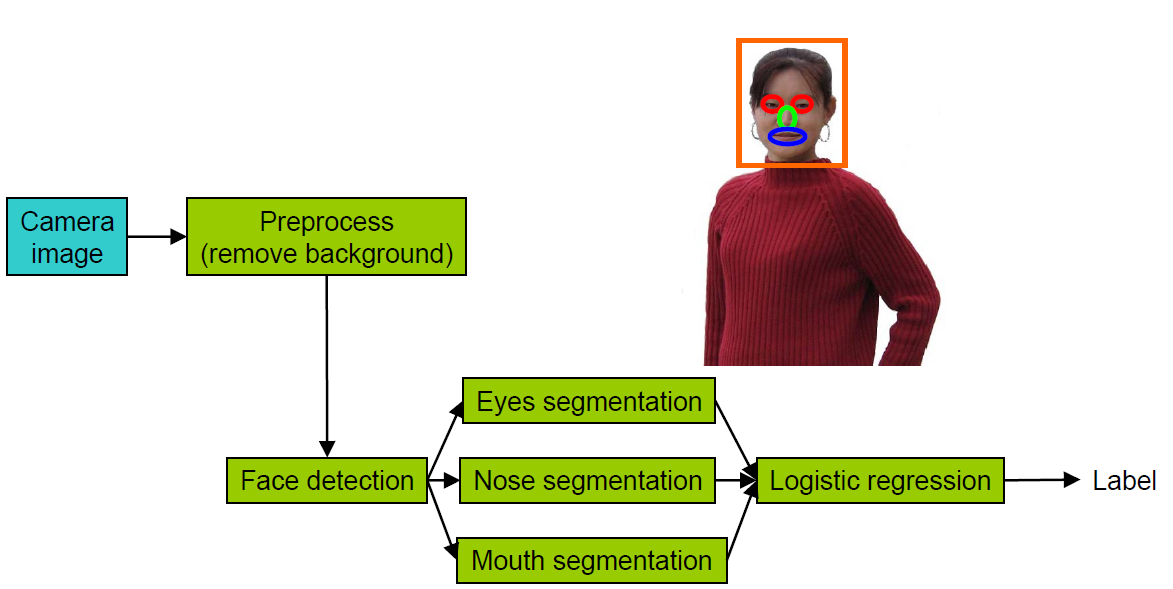 Camera
image
Preprocess
(remove background)
Eyes segmentation
Face detection
Nose segmentation
Logistic regression
Label
Mouth segmentation